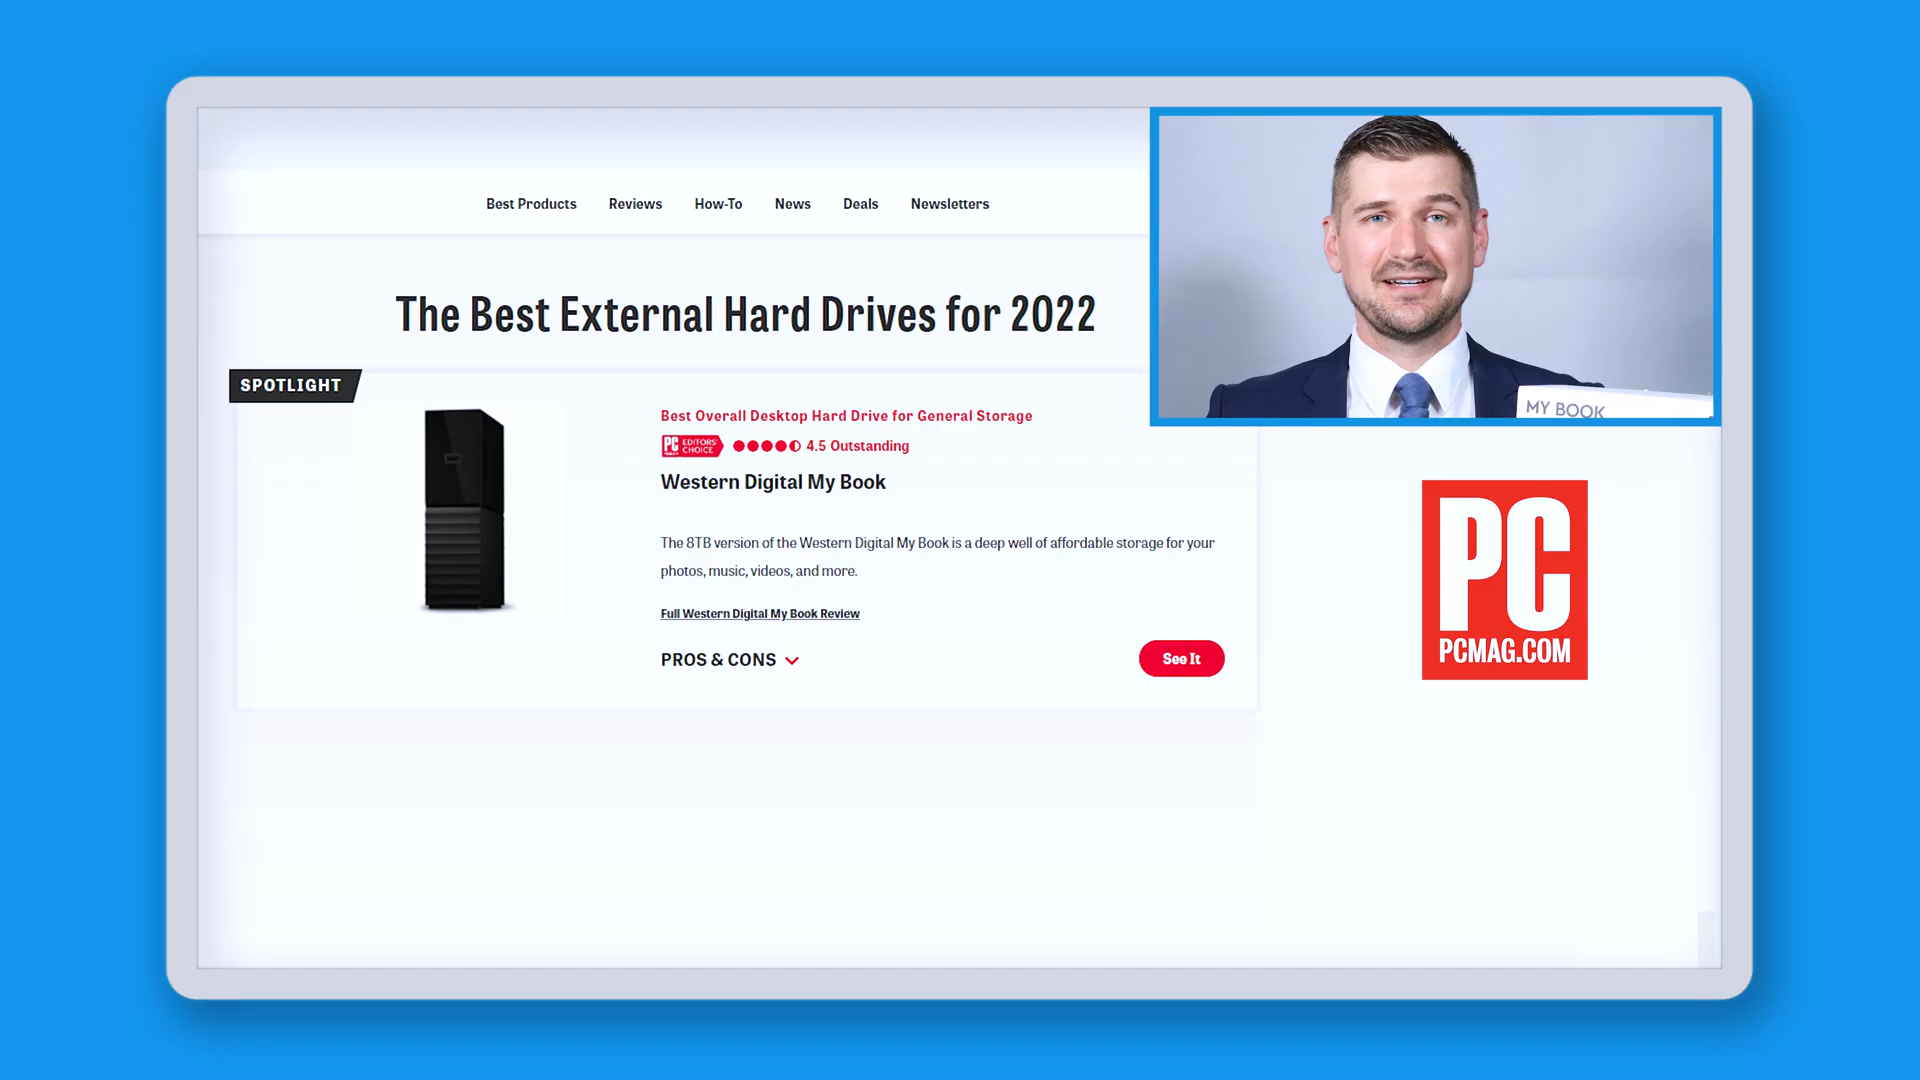 Best Products Reviews How-To News Deals Newsletters
The Best External Hard Drives for 2022
SPOTLIGHT
Best Overall Desktop Hard Drive for General Storage
PC EDITORS' CHOICE 4.5 Outstanding
Western Digital My Book
The 8TB version of the Western Digital My Book is a deep well of affordable storage for your
photos, music, videos, and more.
Full Western Digital My Book Review
PROS & CONS
See It
MY BOOK
PC
PCMAG.COM